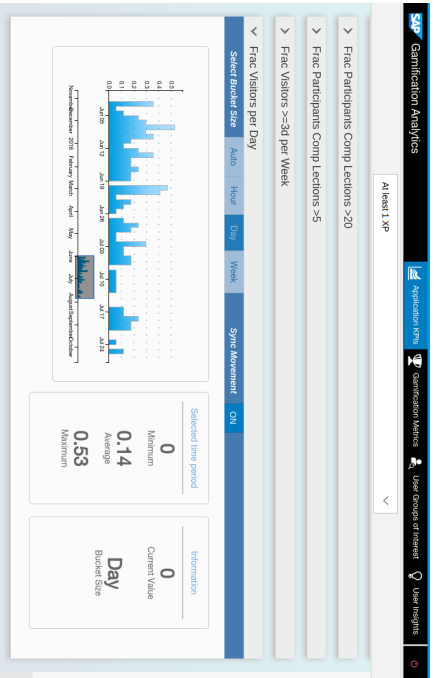 SAP Gamification Analytics
Application KPIs
Gamification Metrics
User Groups of Interest
User Insights
At least 1 XP
Frac Participants Comp Lections >20
Frac Participants Comp Lections >5
Frac Visitors >=3d per Week
Frac Visitors per Day
Select Bucket Size Auto Hour Day Week Sync Movement ON
0.5
0.4
0.3
0.2
0.1
0.0
Jun 05 Jun 12 Jun 19 Jun 26 Jul 03 Jul 10 Jul 17 Jul 24
November December 2016 February March April May June July August September October
Selected time period
0
Minimum
0.14
Average
0.53
Maximum
Information
0
Current Value
Day
Bucket Size